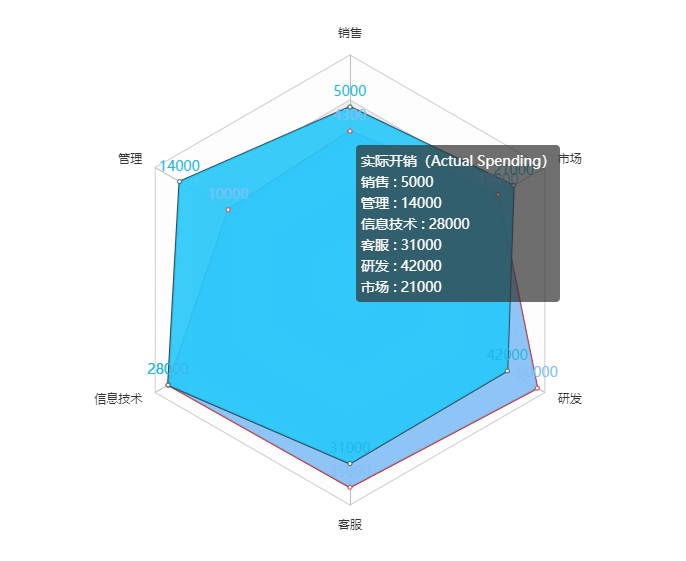 销售
5000
4300
管理
市场
14000
21000
10000
实际开销（Actual Spending）
销售 : 5000
管理 : 14000
信息技术 : 28000
客服 : 31000
研发 : 42000
市场 : 21000
42000
28000
50000
信息技术
研发
31000
客服